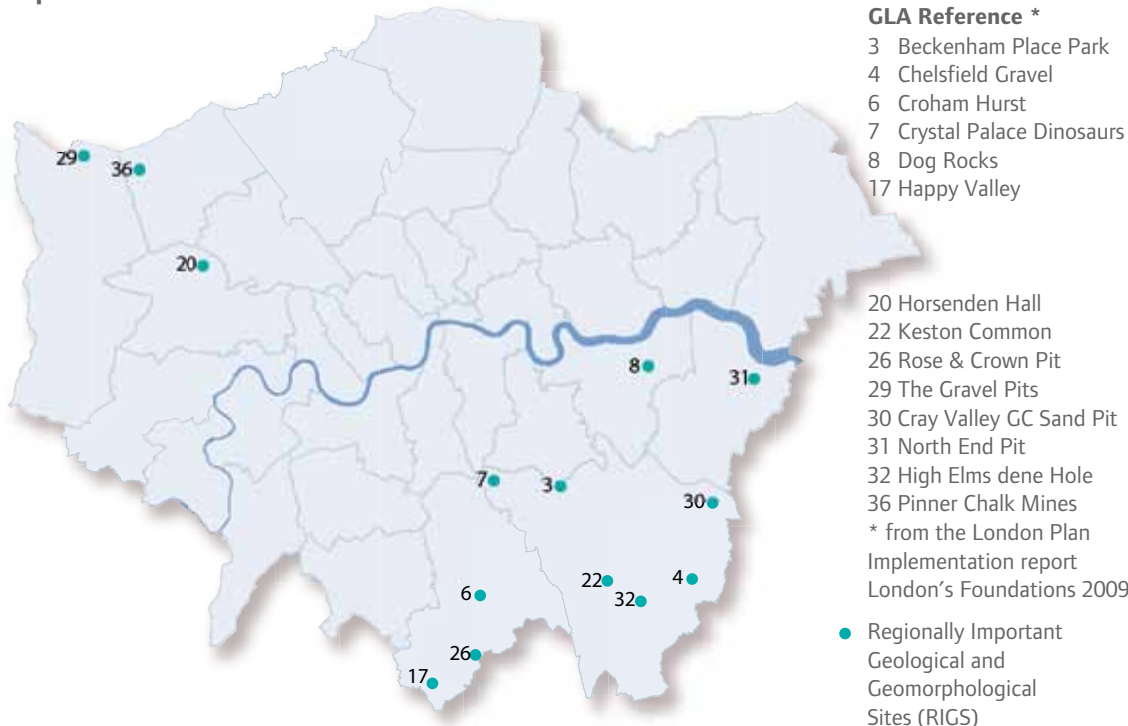 GLA Reference *
3 Beckenham Place Park
4 Chelsfield Gravel
6 Croham Hurst
7 Crystal Palace Dinosaurs
8 Dog Rocks
17 Happy Valley
20 Horsenden Hall
22 Keston Common
26 Rose & Crown Pit
29 The Gravel Pits
30 Cray Valley GC Sand Pit
31 North End Pit
32 High Elms dene Hole
36 Pinner Chalk Mines
* from the London Plan
Implementation report
London's Foundations 2009
Regionally Important
Geological and
Geomorphological
Sites (RIGS)
29
36
20
8
31
7
3
30
22
4
32
6
26
17